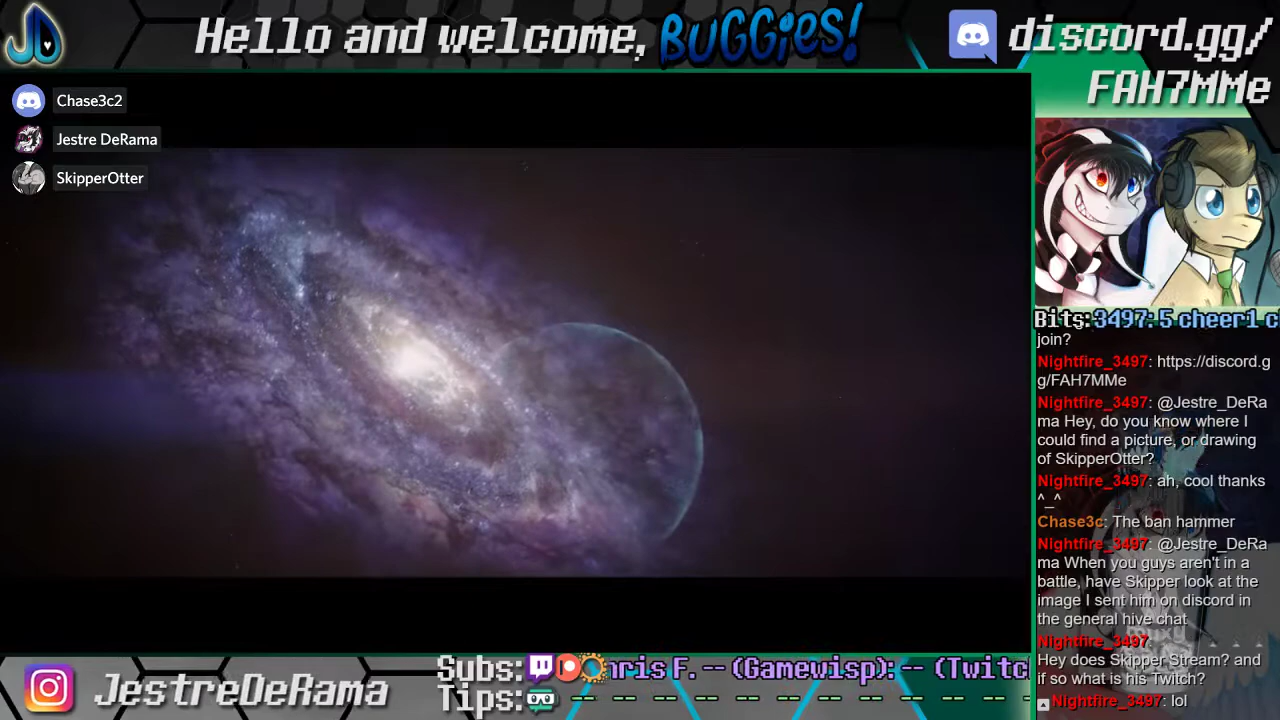 JD
Hello and welcome, BUGGiES!
discord.gg/
FAH7MMe
Chase3c2
Jestre DeRama
SkipperOtter
Bits: 3497: 5 cheer1 c
join?
Nightfire_3497: https://discord.g
g/FAH7MMe
Nightfire_3497: @Jestre_DeRa
ma Hey, do you know where I
could find a picture, or drawing
of SkipperOtter?
Nightfire_3497: ah, cool thanks
^_^
Chase3c: The ban hammer
Nightfire_3497: @Jestre_DeRa
ma When you guys aren't in a
battle, have Skipper look at the
image I sent him on discord in
the general hive chat
Nightfire_3497:
Hey does Skipper Stream? and
if so what is his Twitch?
Nightfire_3497: lol
JestreDeRama
Subs: hris F. -- (Gamewisp): -- (Twitc
Tips: -- -- -- -- -- -- -- -- -- -- --